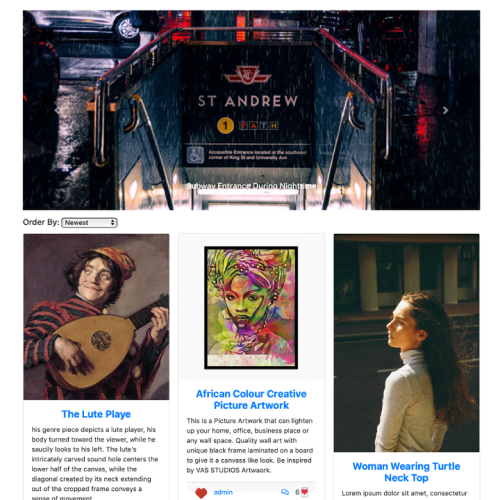 ST ANDREW
1 PATH
Accessible Entrance located at the southeast
corner of King St and University Ave
Subway Entrance During Nighttime
Order By: Newest
The Lute Playe
his genre piece depicts a lute player, his
body turned toward the viewer, while he
saucily looks to his left. The lute's
intricately carved sound hole centers the
lower half of the canvas, while the
diagonal created by its neck extending
out of the cropped frame conveys a
sense of movement
African Colour Creative
Picture Artwork
This is a Picture Artwork that can lighten
up your home, office, business place or
any wall space. Quality wall art with
unique black frame laminated on a board
to give it a canvass like look. Be inspired
by VAS STUDIOS Artwaork.
admin 6
Woman Wearing Turtle
Neck Top
Lorem ipsum dolor sit amet, consectetur